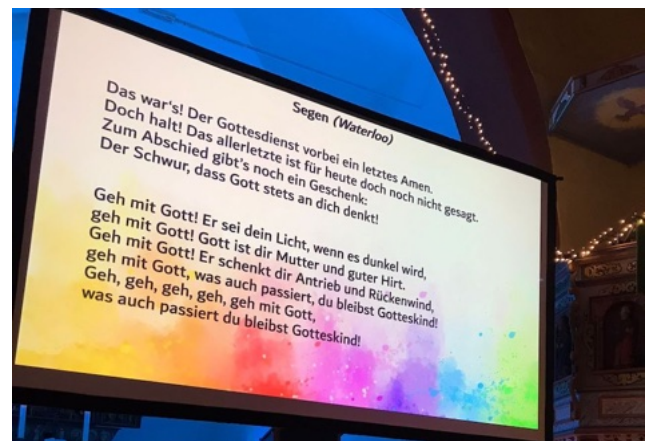 Segen (Waterloo)
Das war's! Der Gottesdienst vorbei ein letztes Amen.
Doch halt! Das allerletzte ist für heute doch noch nicht gesagt.
Zum Abschied gibt's noch ein Geschenk:
Der Schwur, dass Gott stets an dich denkt!
Geh mit Gott! Er sei dein Licht, wenn es dunkel wird,
geh mit Gott! Gott ist dir Mutter und guter Hirt.
Geh mit Gott! Er schenkt dir Antrieb und Rückenwind,
geh mit Gott, was auch passiert, du bleibst Gotteskind!
Geh, geh, geh, geh, geh mit Gott,
was auch passiert du bleibst Gotteskind!